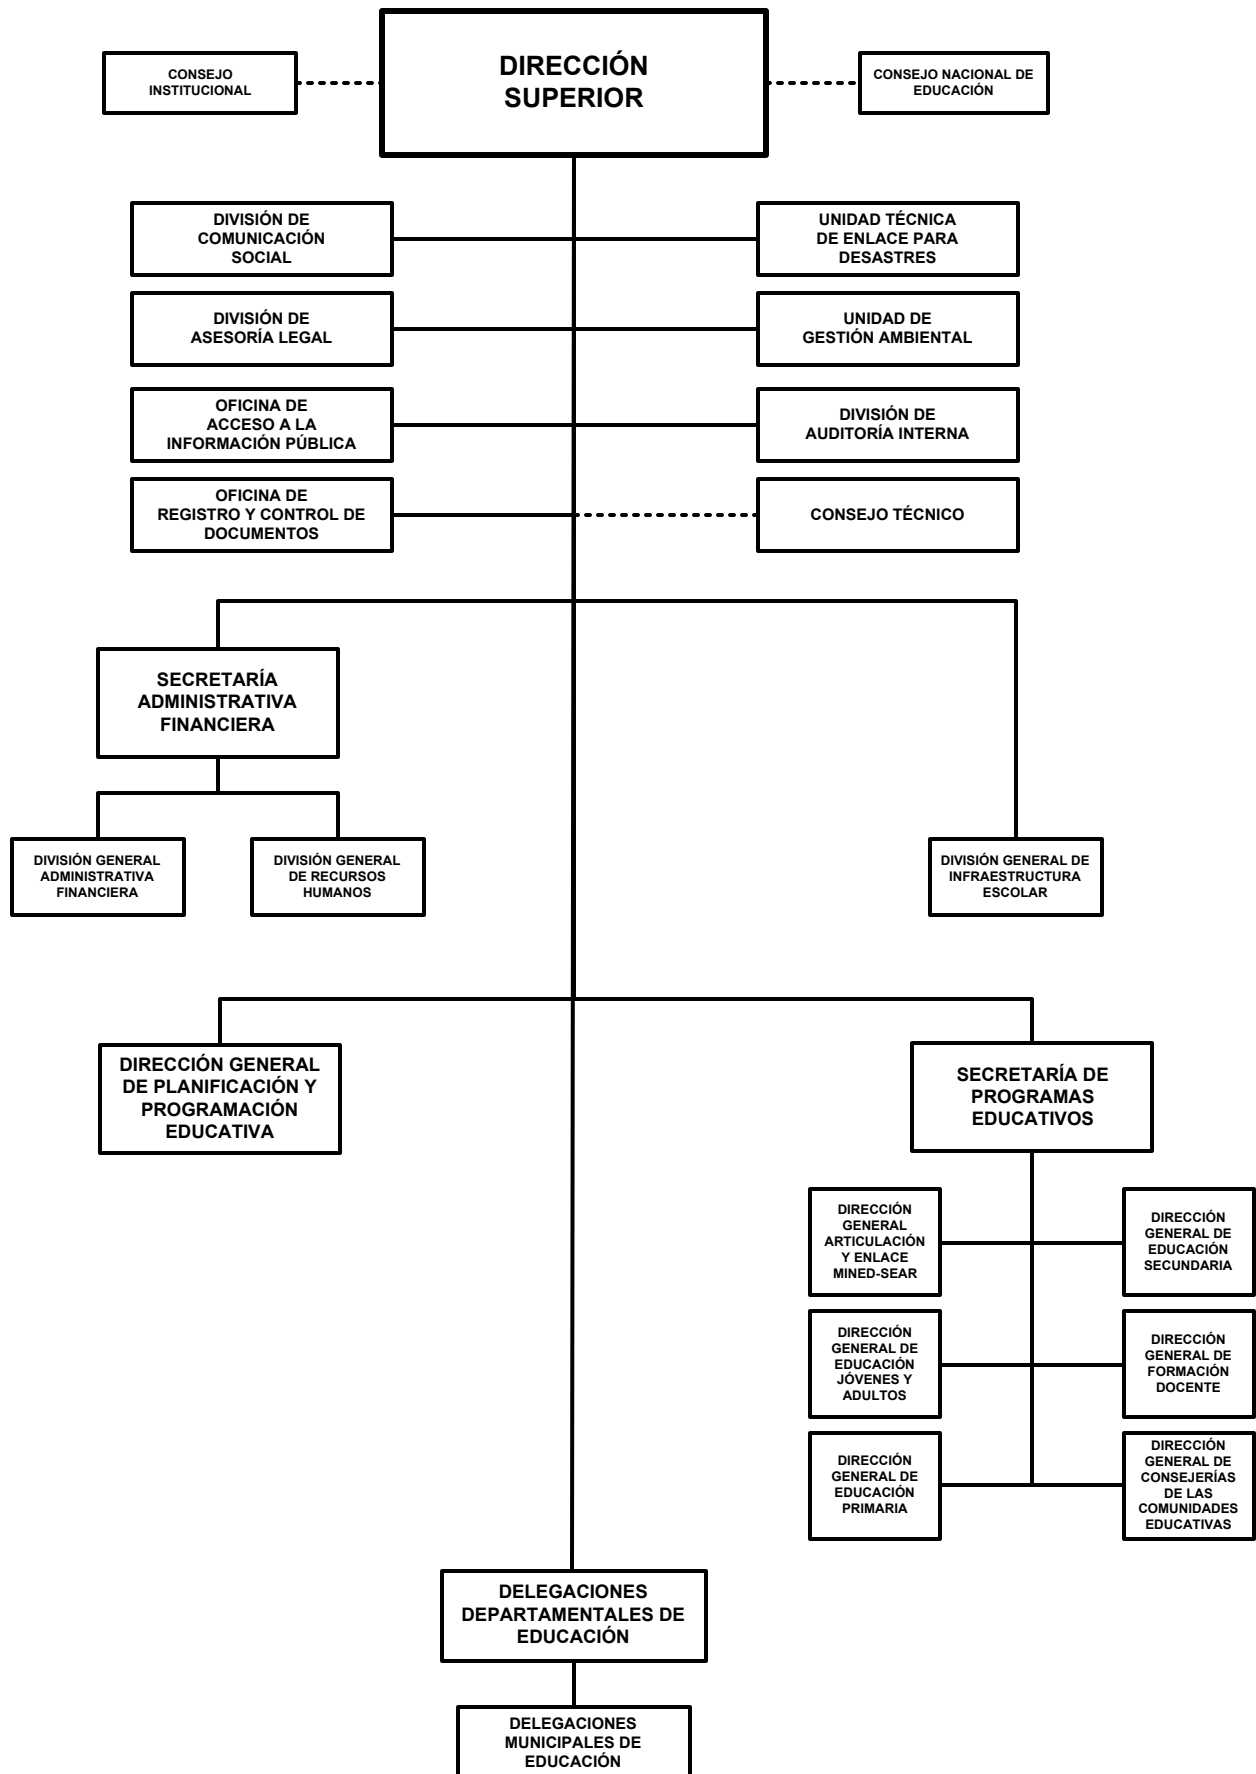 DIRECCIÓN
SUPERIOR
CONSEJO
INSTITUCIONAL
CONSEJO NACIONAL DE
EDUCACIÓN
DIVISIÓN DE
COMUNICACIÓN
SOCIAL
UNIDAD TÉCNICA
DE ENLACE PARA
DESASTRES
DIVISIÓN DE
ASESORÍA LEGAL
UNIDAD DE
GESTIÓN AMBIENTAL
OFICINA DE
ACCESO A LA
INFORMACIÓN PÚBLICA
DIVISIÓN DE
AUDITORÍA INTERNA
OFICINA DE
REGISTRO Y CONTROL DE
DOCUMENTOS
CONSEJO TÉCNICO
SECRETARÍA
ADMINISTRATIVA
FINANCIERA
DIVISIÓN GENERAL
ADMINISTRATIVA
FINANCIERA
DIVISIÓN GENERAL
DE RECURSOS
HUMANOS
DIVISIÓN GENERAL DE
INFRAESTRUCTURA
ESCOLAR
DIRECCIÓN GENERAL
DE PLANIFICACIÓN Y
PROGRAMACIÓN
EDUCATIVA
SECRETARÍA DE
PROGRAMAS
EDUCATIVOS
DIRECCIÓN
GENERAL
ARTICULACIÓN
Y ENLACE
MINED-SEAR
DIRECCIÓN
GENERAL DE
EDUCACIÓN
SECUNDARIA
DIRECCIÓN
GENERAL DE
EDUCACIÓN
JÓVENES Y
ADULTOS
DIRECCIÓN
GENERAL DE
FORMACIÓN
DOCENTE
DIRECCIÓN
GENERAL DE
EDUCACIÓN
PRIMARIA
DIRECCIÓN
GENERAL DE
CONSEJERÍAS
DE LAS
COMUNIDADES
EDUCATIVAS
DELEGACIONES
DEPARTAMENTALES DE
EDUCACIÓN
DELEGACIONES
MUNICIPALES DE
EDUCACIÓN